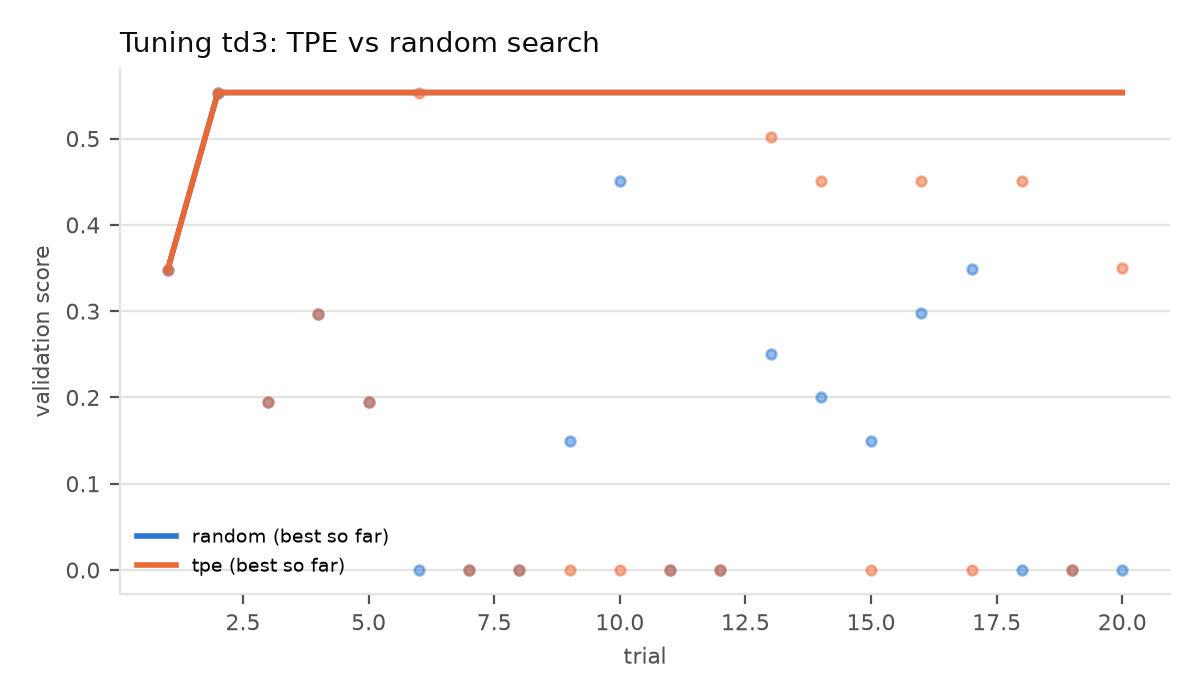 Tuning td3: TPE vs random search
validation score
0.5
0.4
0.3
0.2
0.1
0.0
random (best so far)
tpe (best so far)
2.5 5.0 7.5 10.0 12.5 15.0 17.5 20.0
trial